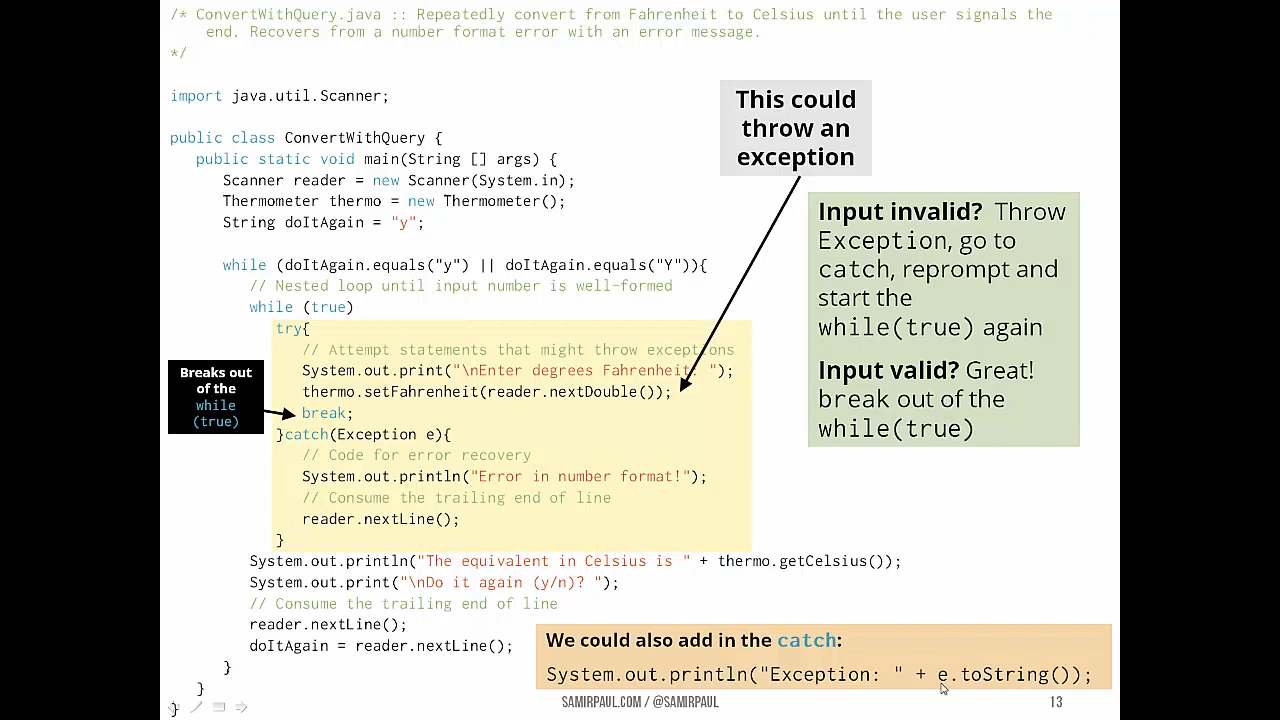 /* ConvertWithQuery.java :: Repeatedly convert from Fahrenheit to Celsius until the user signals the
end. Recovers from a number format error with an error message.
*/
import java.util.Scanner;
public class ConvertWithQuery {
public static void main(String [] args) {
Scanner reader = new Scanner(System.in);
Thermometer thermo = new Thermometer();
String doItAgain = "y";
while (doItAgain.equals("y") || doItAgain.equals("Y")){
// Nested loop until input number is well-formed
while (true)
try{
// Attempt statements that might throw exceptions
System.out.print("\nEnter degrees Fahrenheit: ");
thermo.setFahrenheit(reader.nextDouble());
break;
}catch(Exception e){
// Code for error recovery
System.out.println("Error in number format!");
// Consume the trailing end of line
reader.nextLine();
}
System.out.println("The equivalent in Celsius is " + thermo.getCelsius());
System.out.print("\nDo it again (y/n)? ");
// Consume the trailing end of line
reader.nextLine();
doItAgain = reader.nextLine();
}
}
}
This could
throw an
exception
Input invalid? Throw
Exception, go to
catch, reprompt and
start the
while(true) again
Input valid? Great!
break out of the
while(true)
Breaks out
of the
while
(true)
We could also add in the catch:
System.out.println("Exception: " + e.toString());
SAMIRPAUL.COM / @SAMIRPAUL
13